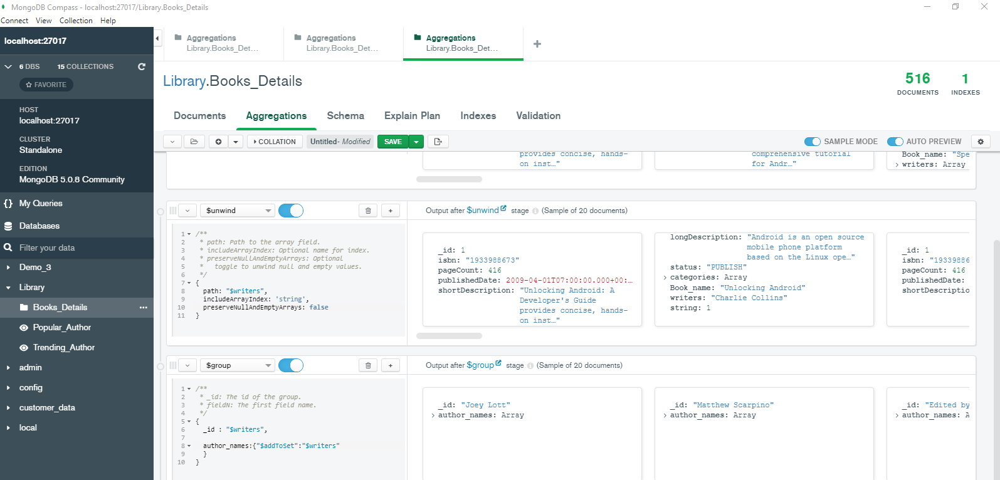 MongoDB Compass - localhost:27017/Library.Books_Details
Connect View Collection Help
localhost:27017
6 DBS 15 COLLECTIONS
FAVORITE
HOST
localhost:27017
CLUSTER
Standalone
EDITION
MongoDB 5.0.8 Community
{} My Queries
Databases
Filter your data
Demo_3
Library
Books_Details ...
Popular_Author
Trending_Author
admin
config
customer_data
local
Aggregations
Library.Books_Det...
Aggregations
Library.Books_Det...
Aggregations
Library.Books_Det...
+
Library.Books_Details
516
DOCUMENTS
1
INDEXES
Documents Aggregations Schema Explain Plan Indexes Validation
COLLATION Untitled- Modified SAVE SAMPLE MODE AUTO PREVIEW
provides concise, hands-
on inst…"
comprehensive tutorial
for Andr…"
Book_name: "Spe
> writers: Array
$unwind
+
Output after $unwind stage (Sample of 20 documents)
1 /**
2 * path: Path to the array field.
3 * includeArrayIndex: Optional name for index.
4 * preserveNullAndEmptyArrays: Optional
5 *   toggle to unwind null and empty values.
6 */
7 {
8 path: "$writers",
9 includeArrayIndex: 'string',
10 preserveNullAndEmptyArrays: false
11 }
_id: 1
isbn: "1933988673"
pageCount: 416
publishedDate: 2009-04-01T07:00:00.000+00:…
shortDescription: "Unlocking Android: A
Developer's Guide
provides concise, hands-
on inst…"
longDescription: "Android is an open source
mobile phone platform
based on the Linux ope…"
status: "PUBLISH"
> categories: Array
Book_name: "Unlocking Android"
writers: "Charlie Collins"
string: 1
_id: 1
isbn: "19339886
pageCount: 416
publishedDate:
shortDescriptio
$group
+
Output after $group stage (Sample of 20 documents)
1 /**
2 * _id: The id of the group.
3 * fieldN: The first field name.
4 */
5 {
6 _id : "$writers",
7
8 author_names:{"$addToSet":"$writers"
9 }
10 }
_id: "Joey Lott"
> author_names: Array
_id: "Matthew Scarpino"
> author_names: Array
_id: "Edited by
> author_names: A